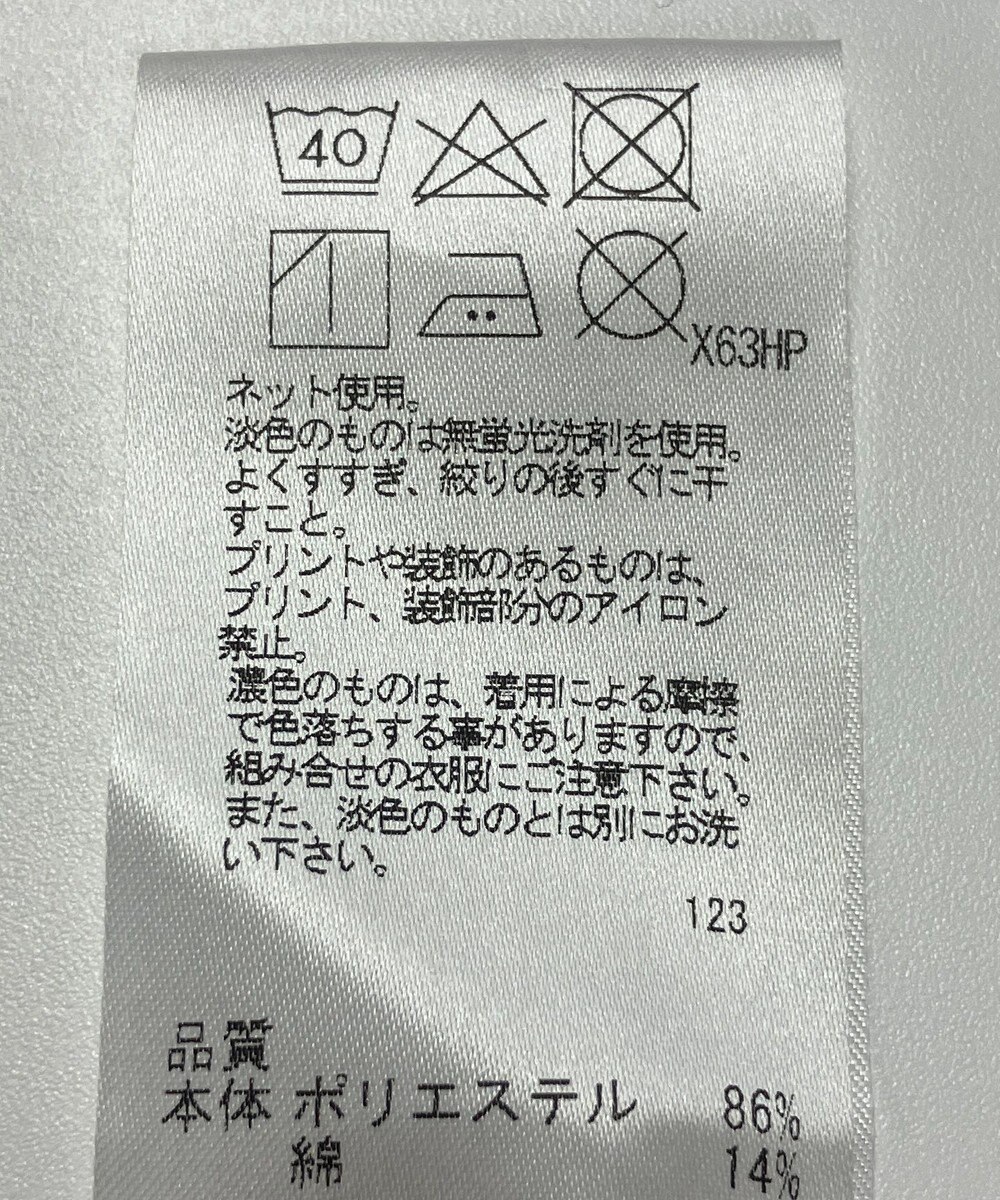 40
X63HP
ネット使用。
淡色のものは無蛍光洗剤を使用。
よくすすぎ、絞りの後すぐに干
すこと。
プリントや装飾のあるものは、
プリント、装飾部分のアイロン
禁止。
濃色のものは、着用による摩擦
で色落ちする事がありますので、
組み合せの衣服にご注意下さい。
また、淡色のものとは別にお洗
い下さい。
123
品質
本体 ポリエステル 86%
綿 14%